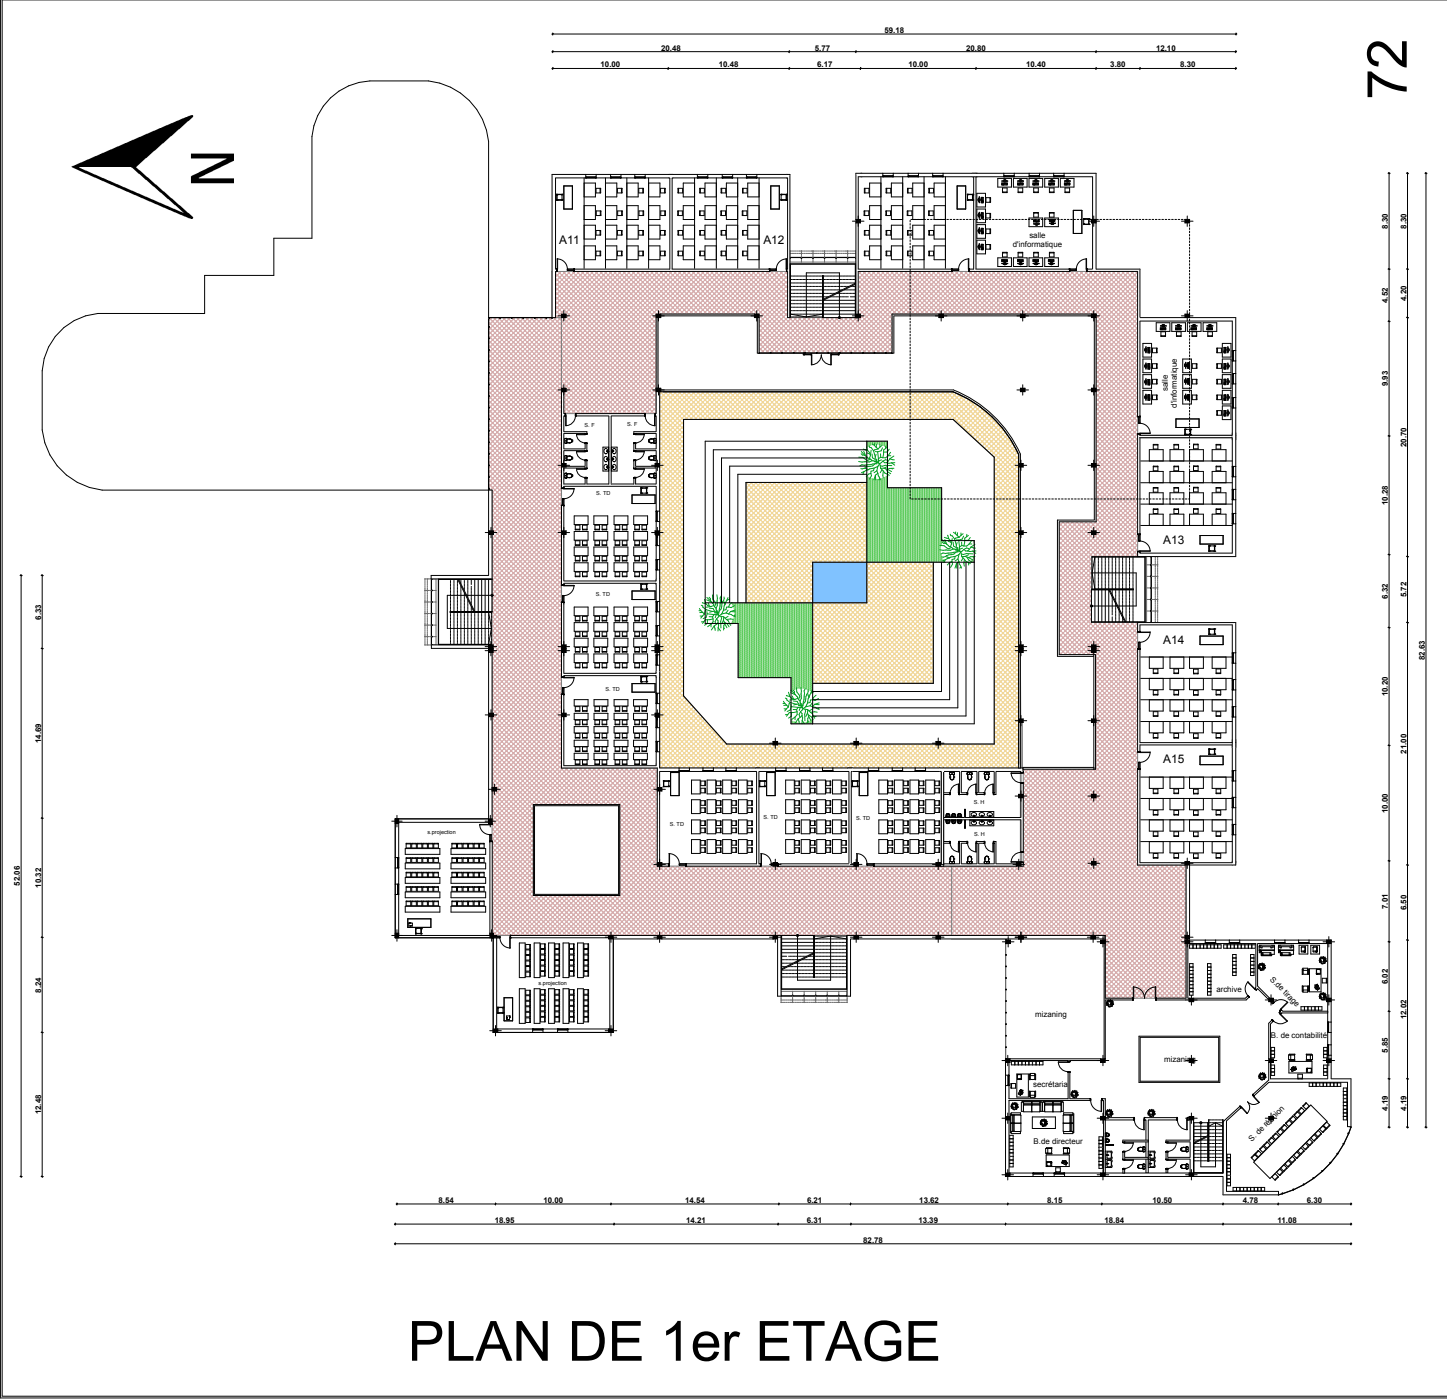 59.18
20.48 5.77 20.80 12.10
10.00 10.48 6.17 10.00 10.40 3.80 8.30
72
N
A11
A12
salle
d'informatique
salle
d'informatique
A13
A14
A15
S. F
S. F
S. TD
S. TD
S. TD
S. TD
S. TD
S. TD
S. H
S. H
s.projection
s.projection
mizaning
archive
S.de tirage
B. de contabilité
secrétaria
B.de directeur
8.30 8.30
4.52 4.20
9.93
20.70
10.28
6.32 5.72
82.63
10.20
21.00
10.00
7.01 6.50
6.02
12.02
5.85
4.19 4.19
6.33
14.69
52.06
10.32
8.24
12.48
8.54 10.00 14.54 6.21 13.62 8.15 10.50 4.78 6.30
18.95 14.21 6.31 13.39 18.84 11.08
82.78
PLAN DE 1er ETAGE